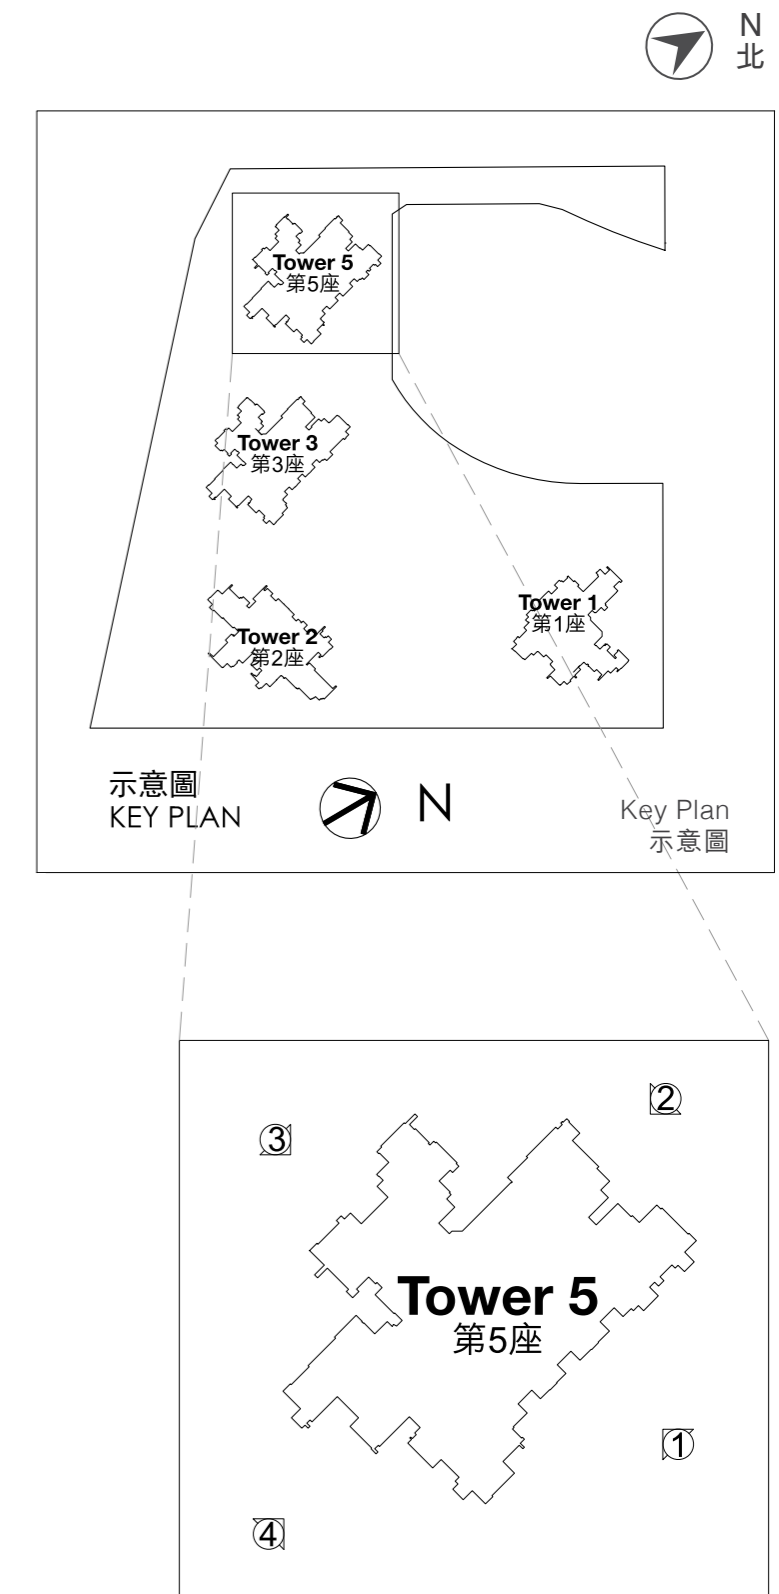 N
北
Tower 5
第5座
Tower 3
第3座
Tower 1
第1座
Tower 2
第2座
示意圖
KEY PLAN
N
Key Plan
示意圖
2
3
Tower 5
第5座
1
4